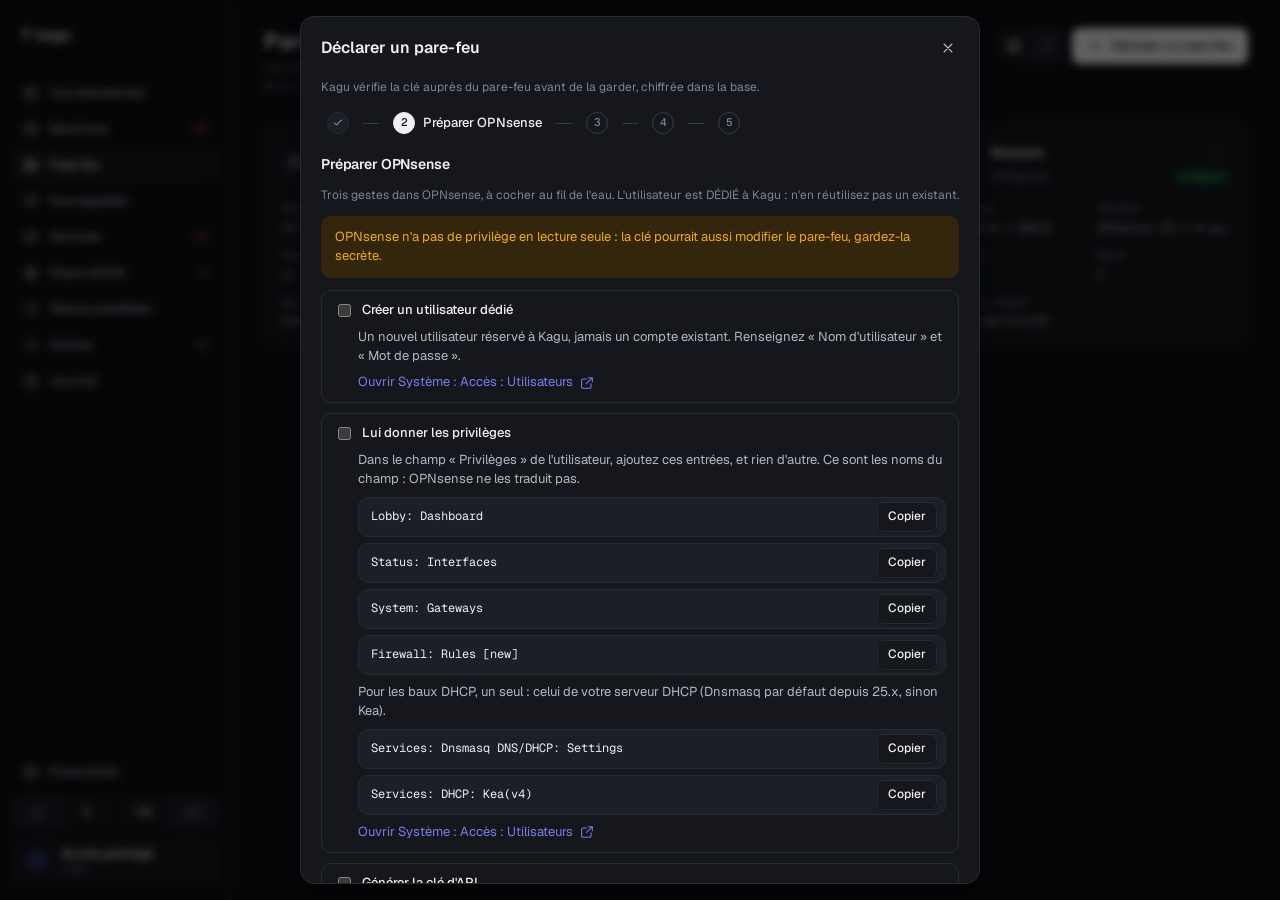 Déclarer un pare-feu
Kagu vérifie la clé auprès du pare-feu avant de la garder, chiffrée dans la base.
2 Préparer OPNsense 3 4 5
Préparer OPNsense
Trois gestes dans OPNsense, à cocher au fil de l'eau. L'utilisateur est DÉDIÉ à Kagu : n'en réutilisez pas un existant.
OPNsense n'a pas de privilège en lecture seule : la clé pourrait aussi modifier le pare-feu, gardez-la
secrète.
Créer un utilisateur dédié
Un nouvel utilisateur réservé à Kagu, jamais un compte existant. Renseignez « Nom d'utilisateur » et
« Mot de passe ».
Ouvrir Système : Accès : Utilisateurs
Lui donner les privilèges
Dans le champ « Privilèges » de l'utilisateur, ajoutez ces entrées, et rien d'autre. Ce sont les noms du
champ : OPNsense ne les traduit pas.
Lobby: Dashboard Copier
Status: Interfaces Copier
System: Gateways Copier
Firewall: Rules [new] Copier
Pour les baux DHCP, un seul : celui de votre serveur DHCP (Dnsmasq par défaut depuis 25.x, sinon
Kea).
Services: Dnsmasq DNS/DHCP: Settings Copier
Services: DHCP: Kea(v4) Copier
Ouvrir Système : Accès : Utilisateurs
Générer la clé d'API